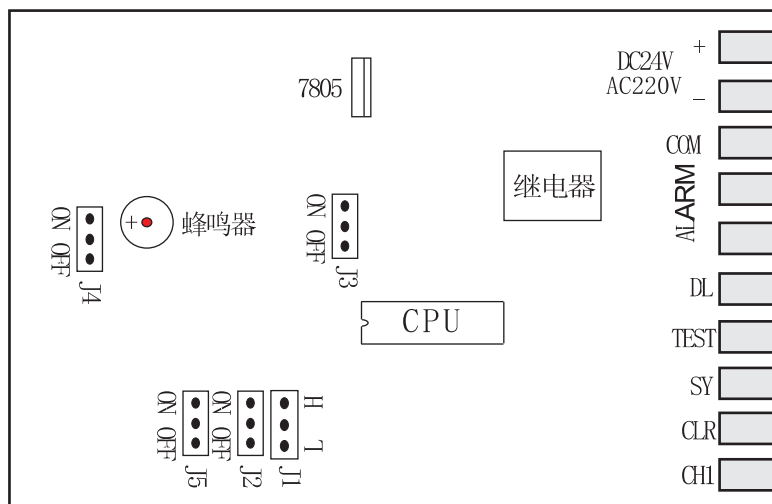 +
DC24V
AC220V
−
7805
COM
继电器
ALARM
ON OFF
J4
+
蜂鸣器
ON OFF
J3
DL
CPU
TEST
SY
ON OFF
J5
ON OFF
J2
H L
J1
CLR
CH1